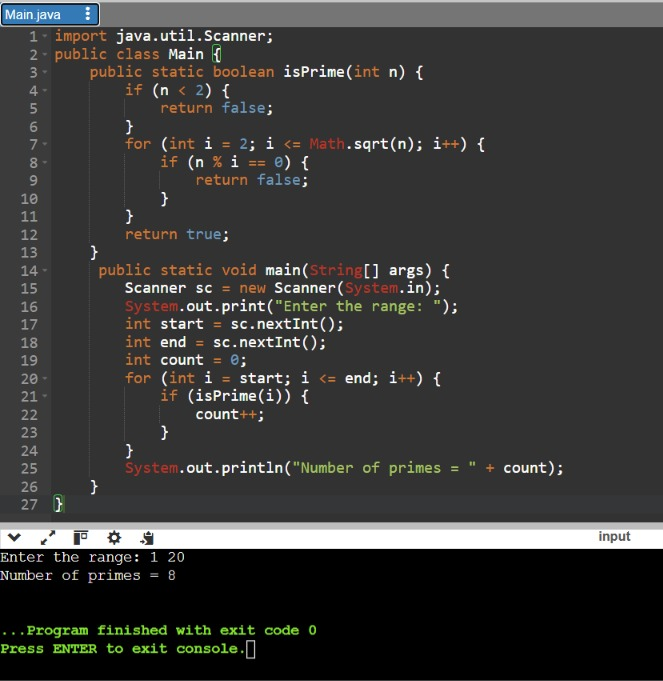 Main.java
1 import java.util.Scanner;
2 public class Main {
3     public static boolean isPrime(int n) {
4         if (n < 2) {
5             return false;
6         }
7         for (int i = 2; i <= Math.sqrt(n); i++) {
8             if (n % i == 0) {
9                 return false;
10             }
11         }
12         return true;
13     }
14      public static void main(String[] args) {
15         Scanner sc = new Scanner(System.in);
16         System.out.print("Enter the range: ");
17         int start = sc.nextInt();
18         int end = sc.nextInt();
19         int count = 0;
20         for (int i = start; i <= end; i++) {
21             if (isPrime(i)) {
22                 count++;
23             }
24         }
25         System.out.println("Number of primes = " + count);
26     }
27 }
input
Enter the range: 1 20
Number of primes = 8
...Program finished with exit code 0
Press ENTER to exit console.